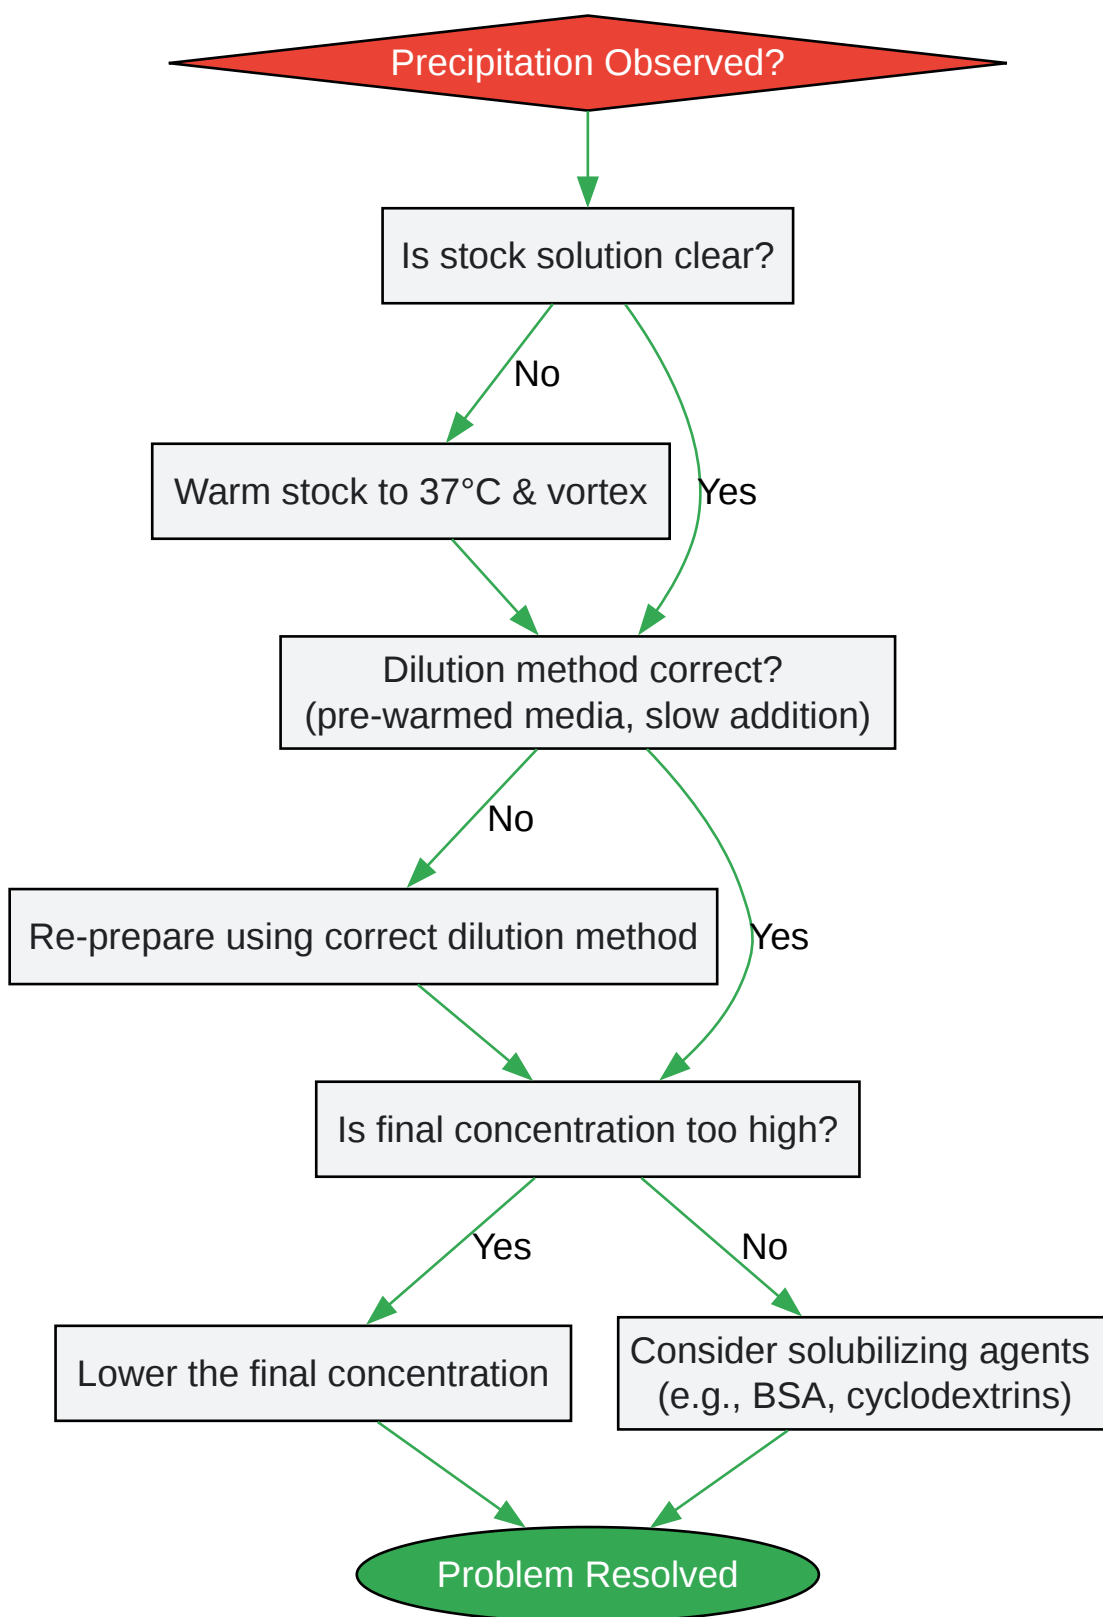 Precipitation Observed?
Is stock solution clear?
No
Warm stock to 37°C & vortex
Yes
Dilution method correct?
(pre-warmed media, slow addition)
No
Re-prepare using correct dilution method
Yes
Is final concentration too high?
Yes
No
Lower the final concentration
Consider solubilizing agents
(e.g., BSA, cyclodextrins)
Problem Resolved